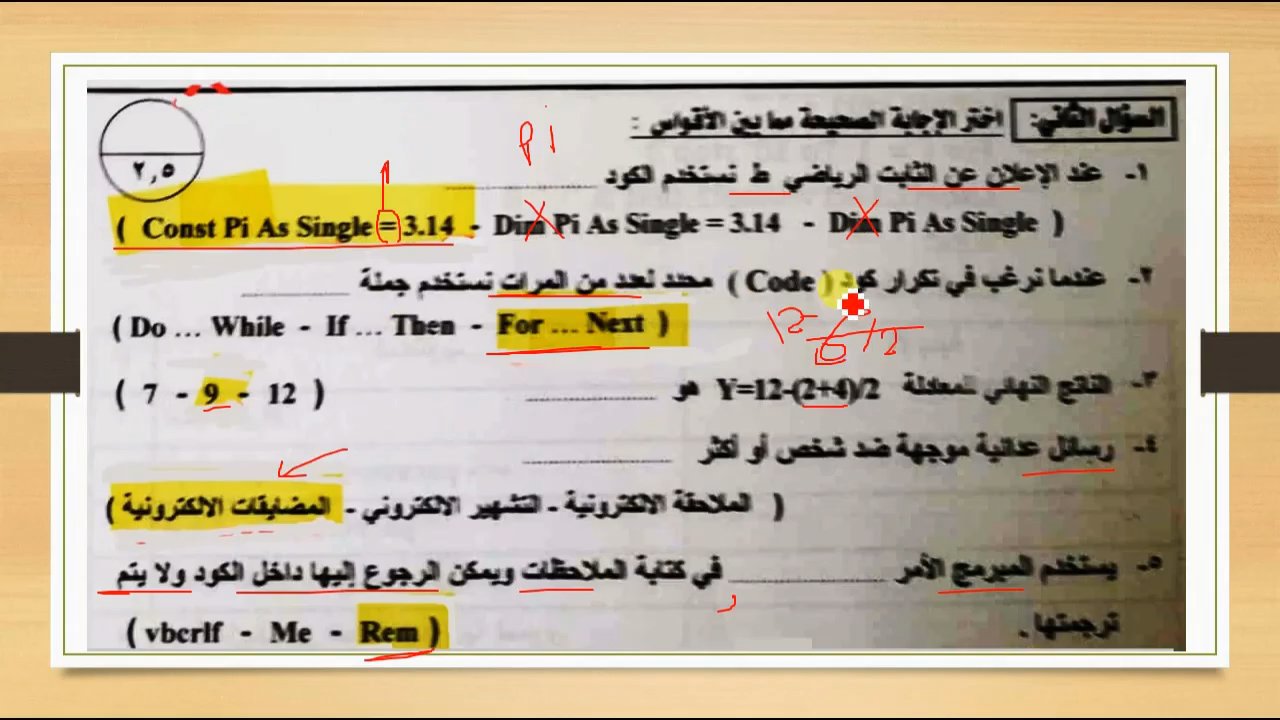 السؤال الثاني: اختر الإجابة الصحيحة مما بين الأقواس :
٢,٥
Pi
١- عند الإعلان عن الثابت الرياضي ط نستخدم الكود ....................
( Const Pi As Single = 3.14 - Dim Pi As Single = 3.14 - Dim Pi As Single )
٢- عندما نرغب في تكرار كود ( Code ) محدد لعدد من المرات نستخدم جملة ....................
( Do ... While - If ... Then - For ... Next )
12-6/2
٣- الناتج النهائي للمعادلة Y=12-(2+4)/2 هو ....................
( 7 - 9 - 12 )
٤- رسائل عدائية موجهة ضد شخص أو أكثر ....................
( الملاحقة الالكترونية - التشهير الالكتروني - المضايقات الالكترونية )
٥- يستخدم المبرمج الأمر .................... في كتابة الملاحظات ويمكن الرجوع إليها داخل الكود ولا يتم
ترجمتها .
( vbcrlf - Me - Rem )